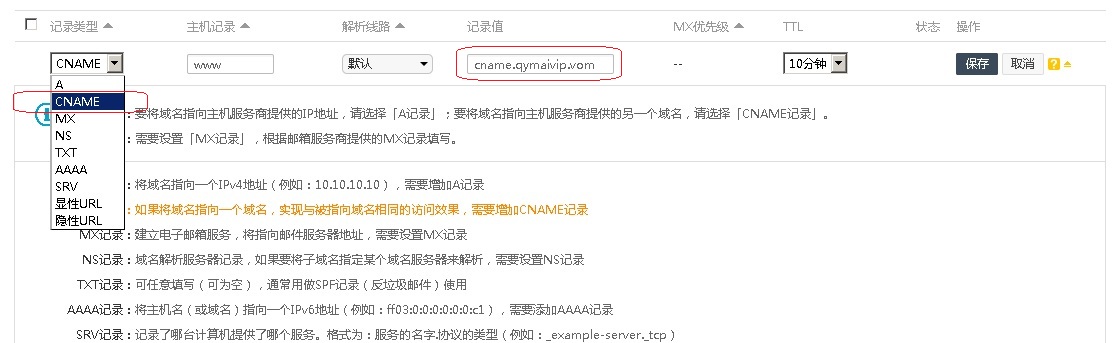 记录类型 主机记录 解析线路 记录值 MX优先级 TTL 状态 操作
CNAME www 默认 cname.qymaivip.vom -- 10分钟 保存 取消 ?
A
CNAME
MX
NS
TXT
AAAA
SRV
显性URL
隐性URL
：要将域名指向主机服务商提供的IP地址，请选择「A记录」；要将域名指向主机服务商提供的另一个域名，请选择「CNAME记录」。
：需要设置「MX记录」，根据邮箱服务商提供的MX记录填写。
：将域名指向一个IPv4地址（例如：10.10.10.10），需要增加A记录
：如果将域名指向一个域名，实现与被指向域名相同的访问效果，需要增加CNAME记录
MX记录：建立电子邮箱服务，将指向邮件服务器地址，需要设置MX记录
NS记录：域名解析服务器记录，如果要将子域名指定某个域名服务器来解析，需要设置NS记录
TXT记录：可任意填写（可为空），通常用做SPF记录（反垃圾邮件）使用
AAAA记录：将主机名（或域名）指向一个IPv6地址（例如：ff03:0:0:0:0:0:0:c1），需要添加AAAA记录
SRV记录：记录了哪台计算机提供了哪个服务。格式为：服务的名字.协议的类型（例如：_example-server._tcp）